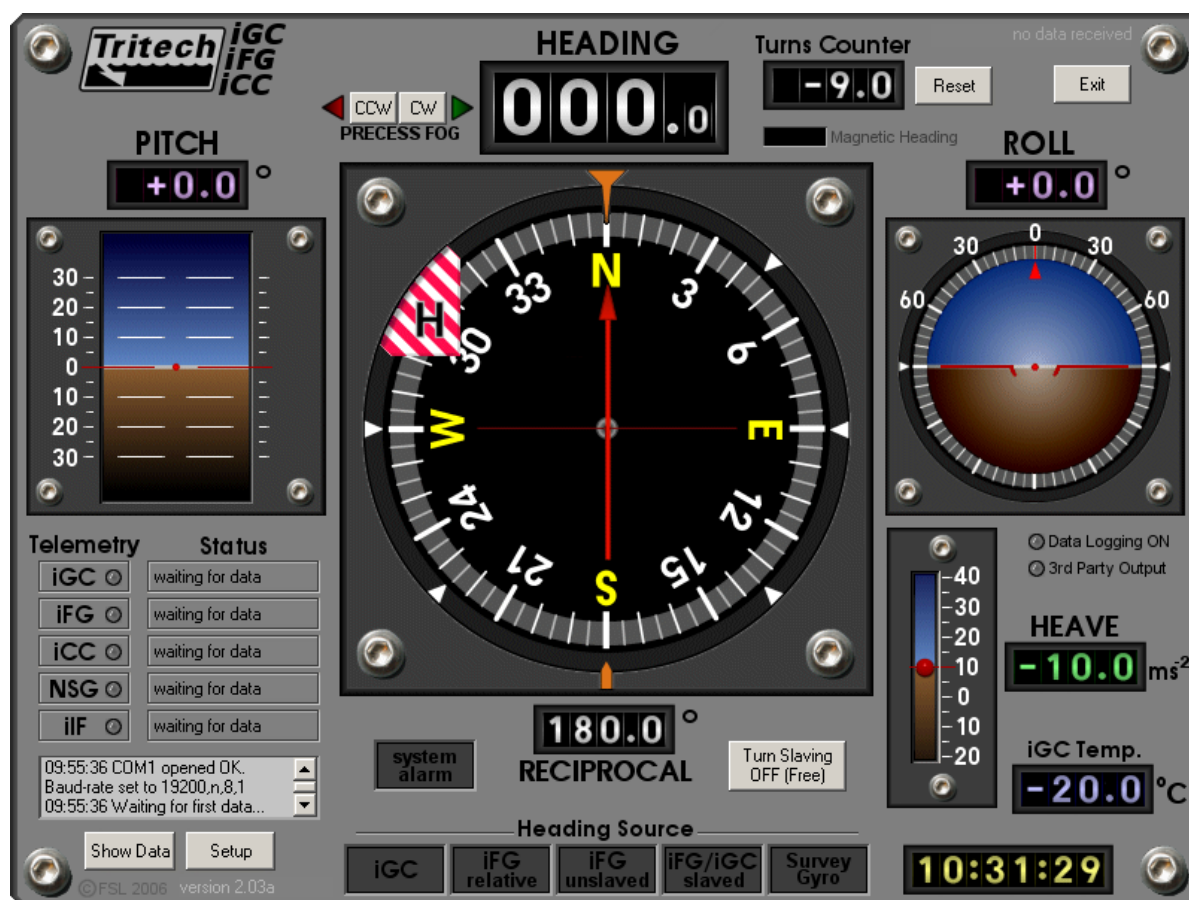 Tritech iGC
iFG
iCC
HEADING
000.0
Turns Counter
-9.0
Reset
no data received
Exit
CCW CW
PRECESS FOG
Magnetic Heading
PITCH
+0.0 °
ROLL
+0.0 °
30
20
10
0
10
20
30
N
3
6
E
12
15
S
21
24
W
30
33
H
0
30 30
60 60
Telemetry Status
iGC waiting for data
iFG waiting for data
iCC waiting for data
NSG waiting for data
iIF waiting for data
09:55:36 COM1 opened OK.
Baud-rate set to 19200,n,8,1
09:55:36 Waiting for first data...
Show Data Setup
©FSL 2006 version 2.03a
system
alarm
180.0 °
RECIPROCAL
Turn Slaving
OFF (Free)
Heading Source
iGC
iFG
relative
iFG
unslaved
iFG/iGC
slaved
Survey
Gyro
40
30
20
10
0
10
20
Data Logging ON
3rd Party Output
HEAVE
-10.0 ms-2
iGC Temp.
-20.0 °C
10:31:29